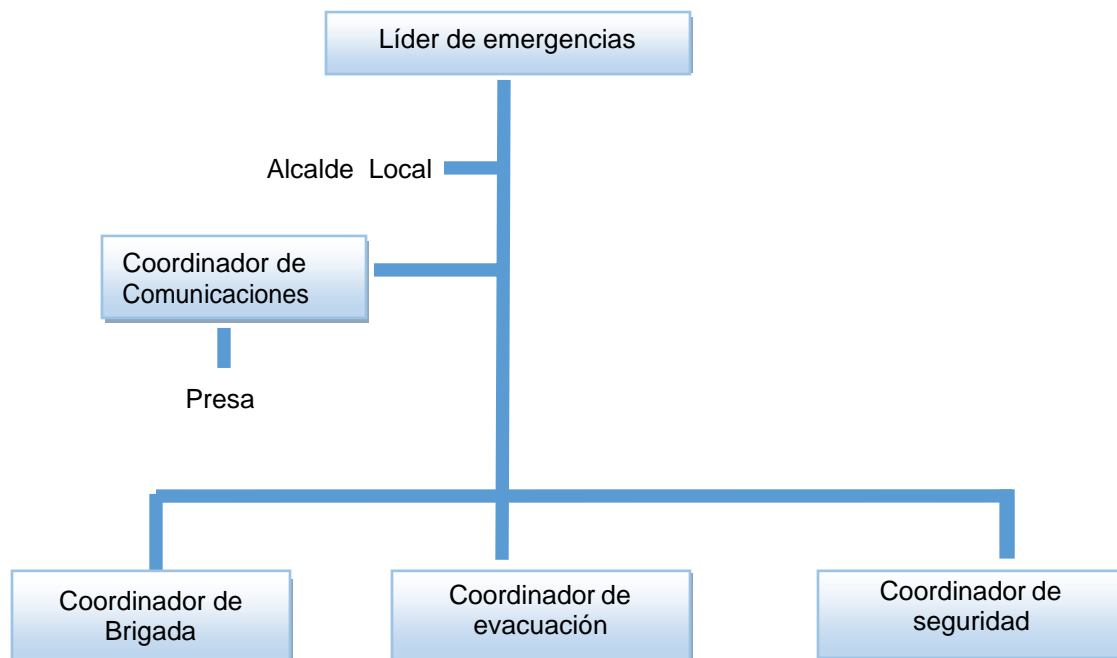 Líder de emergencias
Alcalde Local
Coordinador de
Comunicaciones
Presa
Coordinador de
Brigada
Coordinador de
evacuación
Coordinador de
seguridad